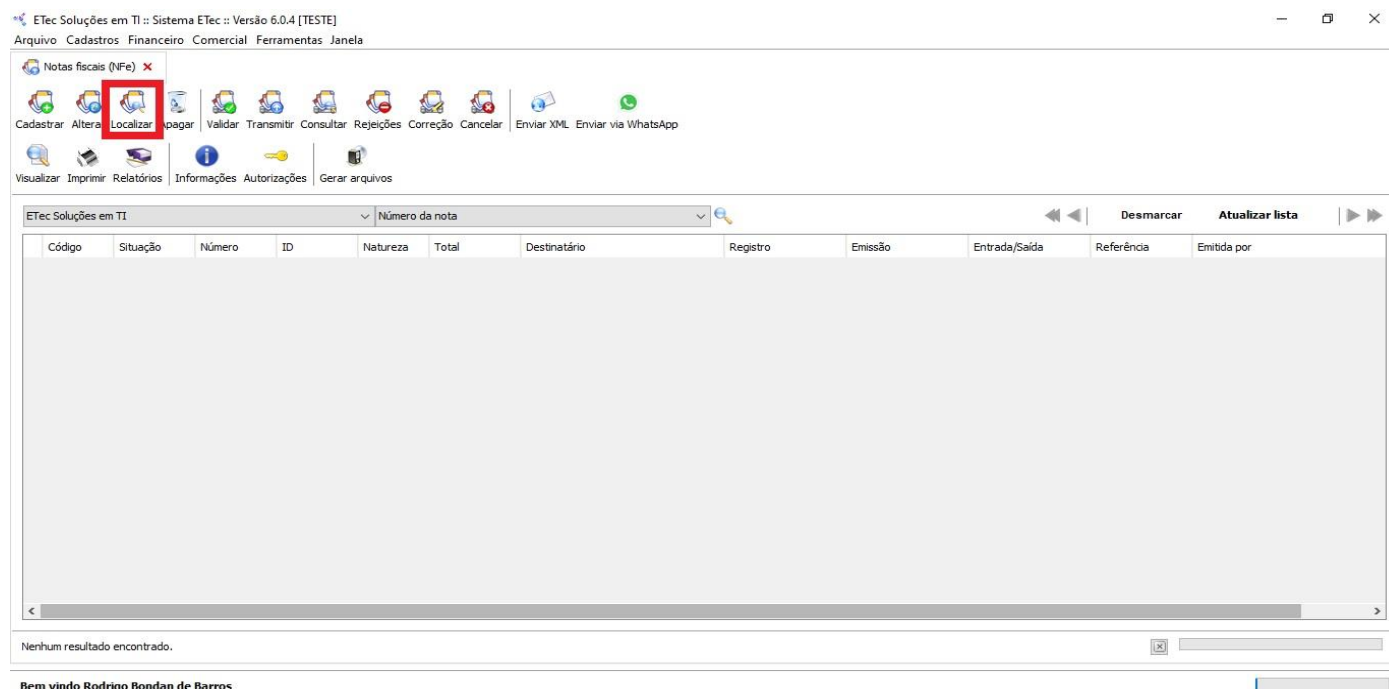 ETec Soluções em TI :: Sistema ETec :: Versão 6.0.4 [TESTE]
Arquivo Cadastros Financeiro Comercial Ferramentas Janela
Notas fiscais (NFe)
Cadastrar Altera Localizar pagar Validar Transmitir Consultar Rejeições Correção Cancelar Enviar XML Enviar via WhatsApp
Visualizar Imprimir Relatórios Informações Autorizações Gerar arquivos
ETec Soluções em TI Número da nota Desmarcar Atualizar lista
Código Situação Número ID Natureza Total Destinatário Registro Emissão Entrada/Saída Referência Emitida por
Nenhum resultado encontrado.
Bem vindo Rodrigo Bondan de Barros